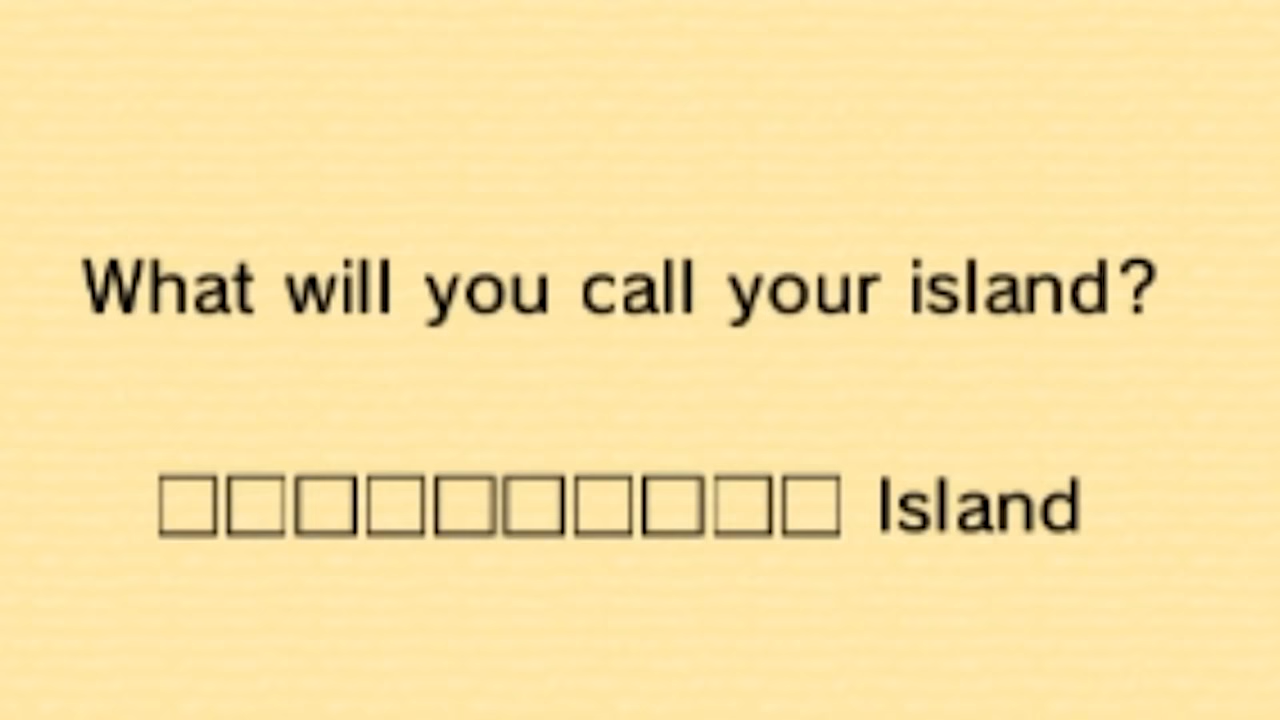 What will you call your island?
□□□□□□□□□□ Island